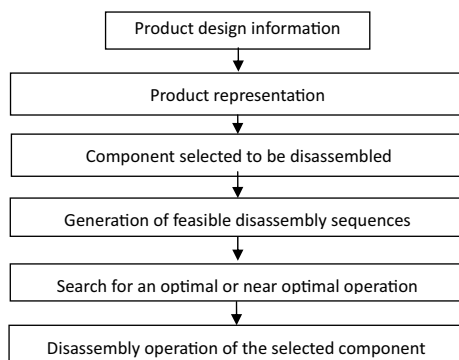 Product design information
Product representation
Component selected to be disassembled
Generation of feasible disassembly sequences
Search for an optimal or near optimal operation
Disassembly operation of the selected component